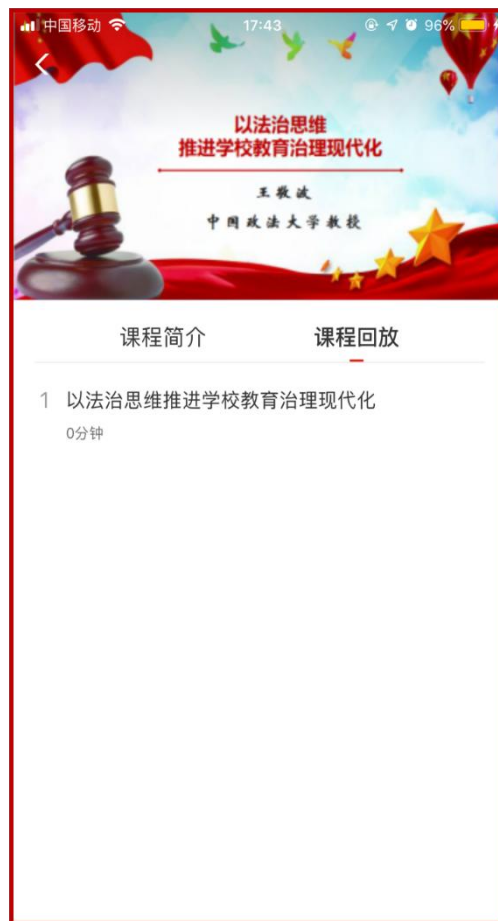 中国移动 17:43 96%
以法治思维
推进学校教育治理现代化
王敬波
中国政法大学教授
课程简介 课程回放
1 以法治思维推进学校教育治理现代化
0分钟